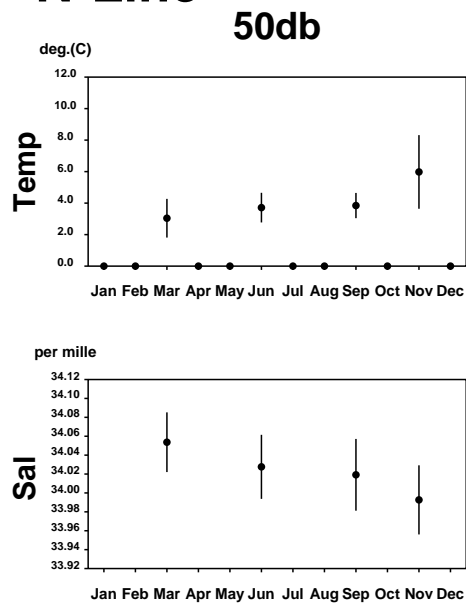 50db
deg.(C)
12.0
10.0
8.0
6.0
4.0
2.0
0.0
Temp
Jan Feb Mar Apr May Jun Jul Aug Sep Oct Nov Dec
per mille
34.12
34.10
34.08
34.06
34.04
34.02
34.00
33.98
33.96
33.94
33.92
Sal
Jan Feb Mar Apr May Jun Jul Aug Sep Oct Nov Dec